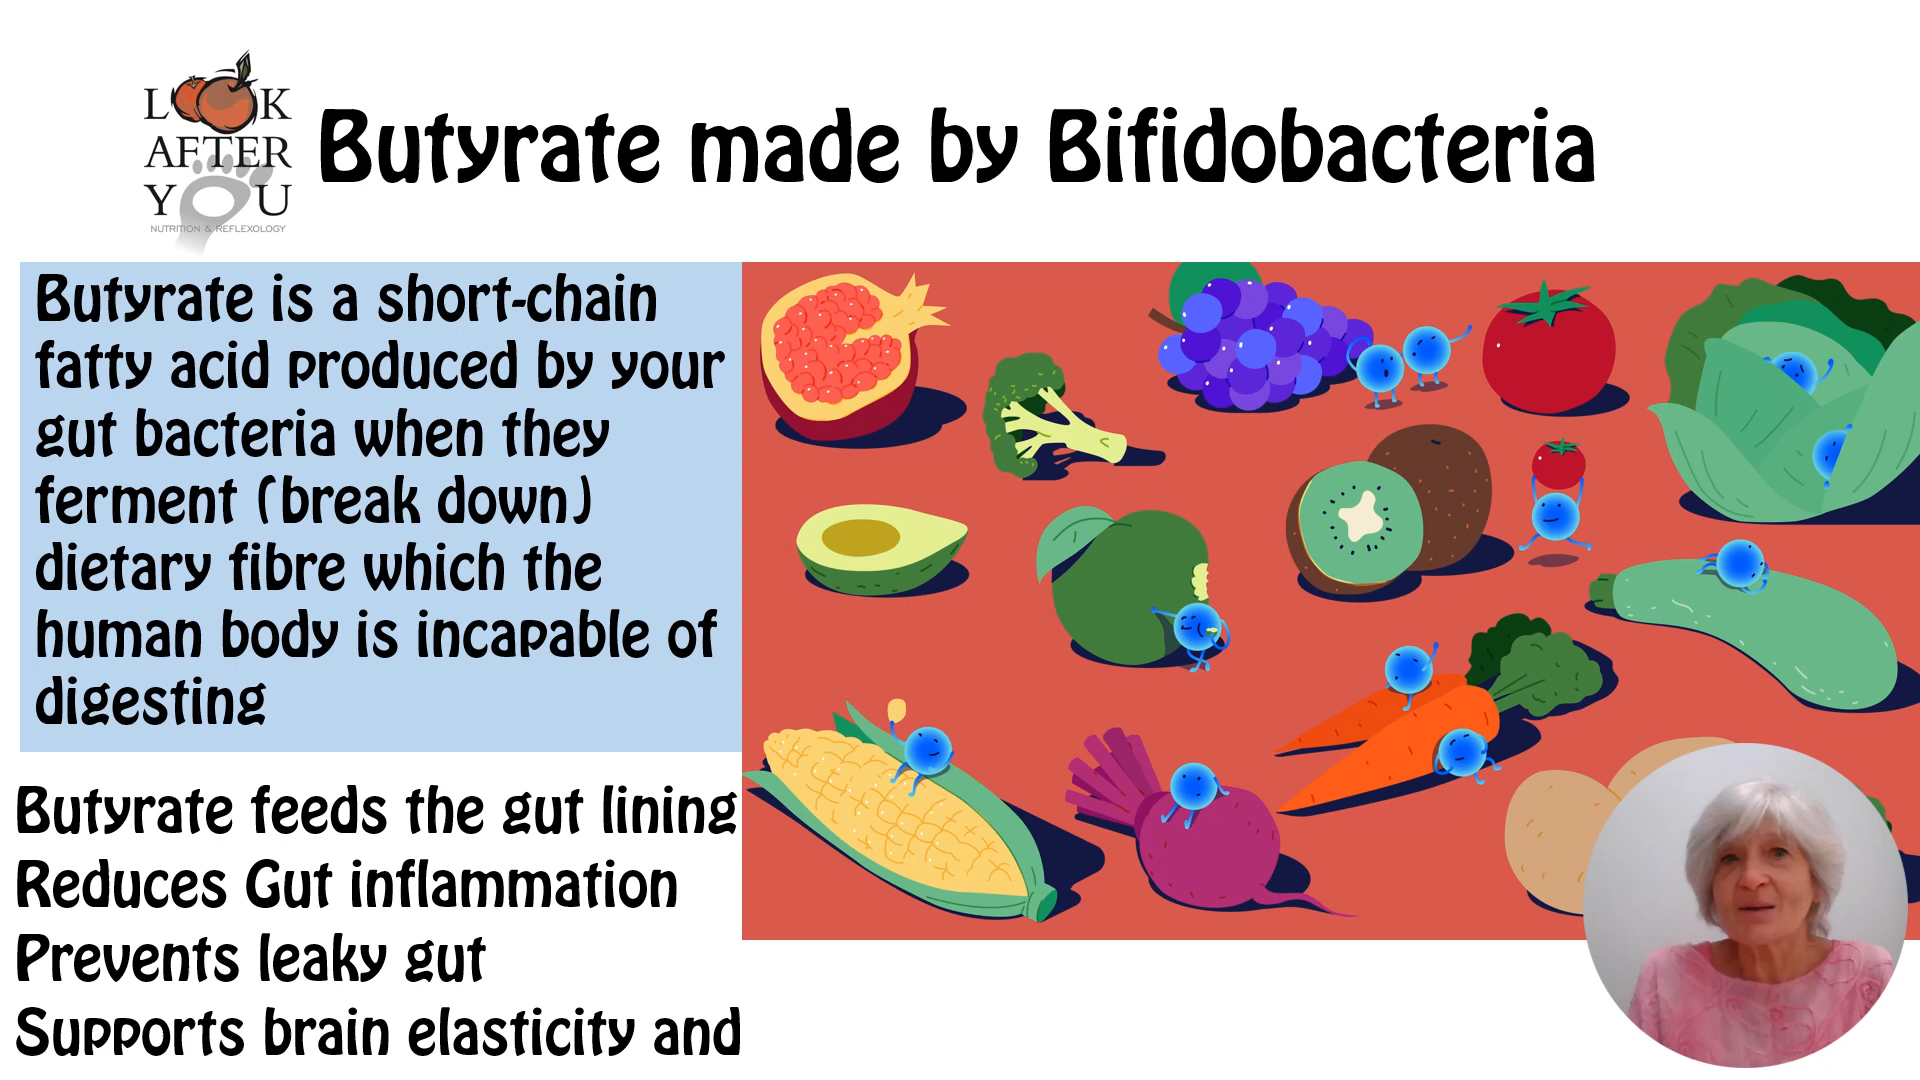 LOOK
AFTER
YOU
NUTRITION & REFLEXOLOGY
Butyrate made by Bifidobacteria
Butyrate is a short-chain
fatty acid produced by your
gut bacteria when they
ferment (break down)
dietary fibre which the
human body is incapable of
digesting
Butyrate feeds the gut lining
Reduces Gut inflammation
Prevents leaky gut
Supports brain elasticity and